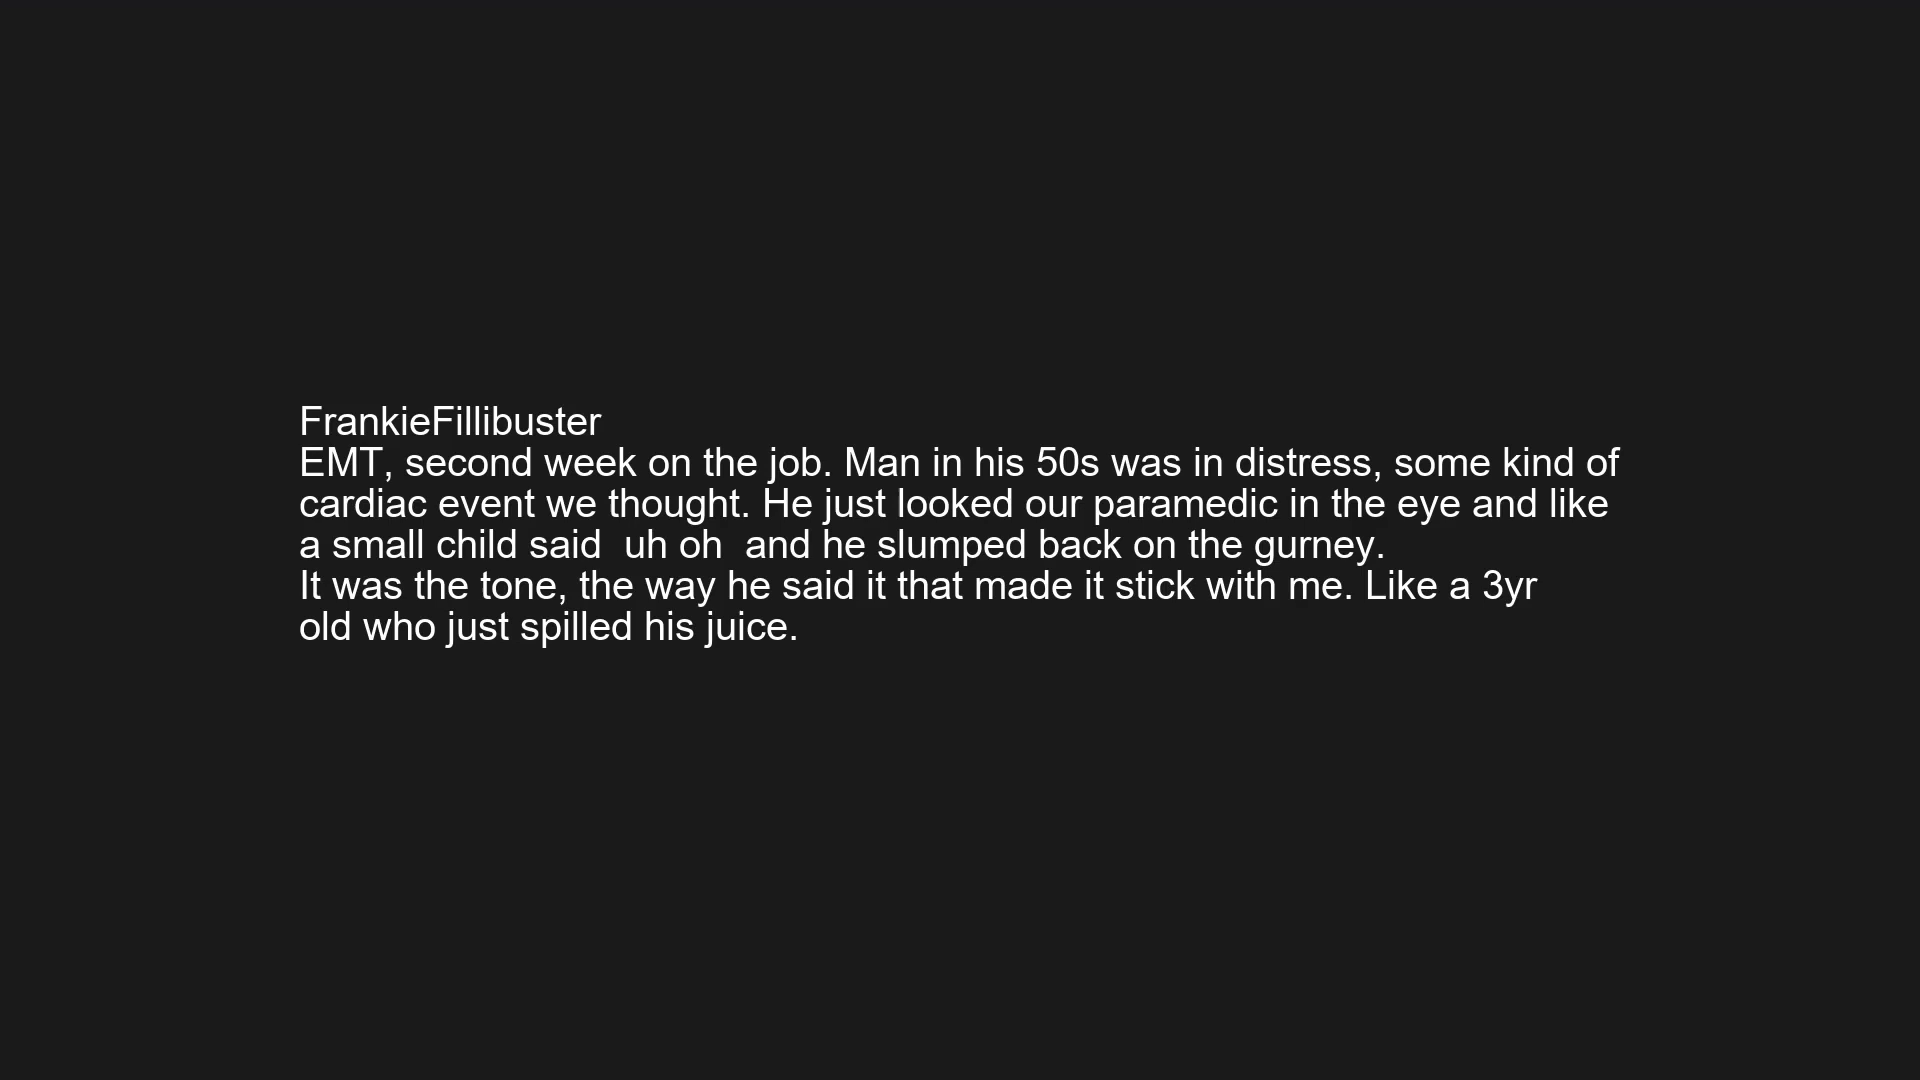 FrankieFillibuster
EMT, second week on the job. Man in his 50s was in distress, some kind of
cardiac event we thought. He just looked our paramedic in the eye and like
a small child said  uh oh  and he slumped back on the gurney.
It was the tone, the way he said it that made it stick with me. Like a 3yr
old who just spilled his juice.